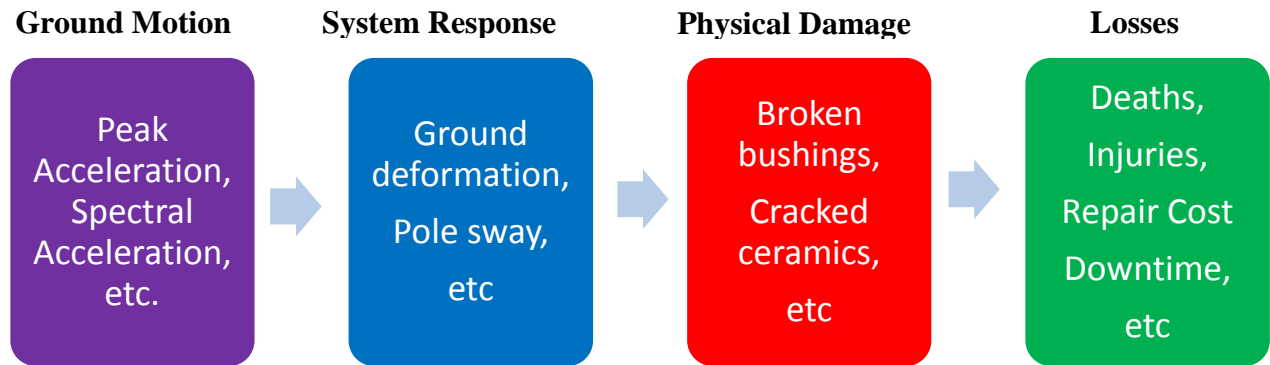 Ground Motion
System Response
Physical Damage
Losses
Peak
Acceleration,
Spectral
Acceleration,
etc.
Ground
deformation,
Pole sway,
etc
Broken
bushings,
Cracked
ceramics,
etc
Deaths,
Injuries,
Repair Cost
Downtime,
etc